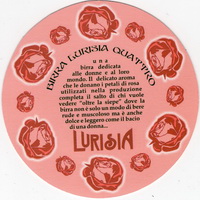 BIRRA LURISIA QUATTRO
una
birra dedicata
alle donne e al loro
mondo. Il delicato aroma
che le donano i petali di rosa
utilizzati nella produzione
completa il salto di chi vuole
vedere "oltre la siepe" dove la
birra non è solo un modo di bere
rude e muscoloso ma è anche
dolce e leggero come il bacio
di una donna...
LURISIA